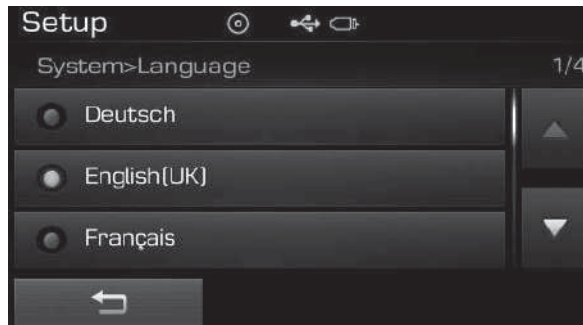 Setup
System>Language
1/4
Deutsch
English(UK)
Français